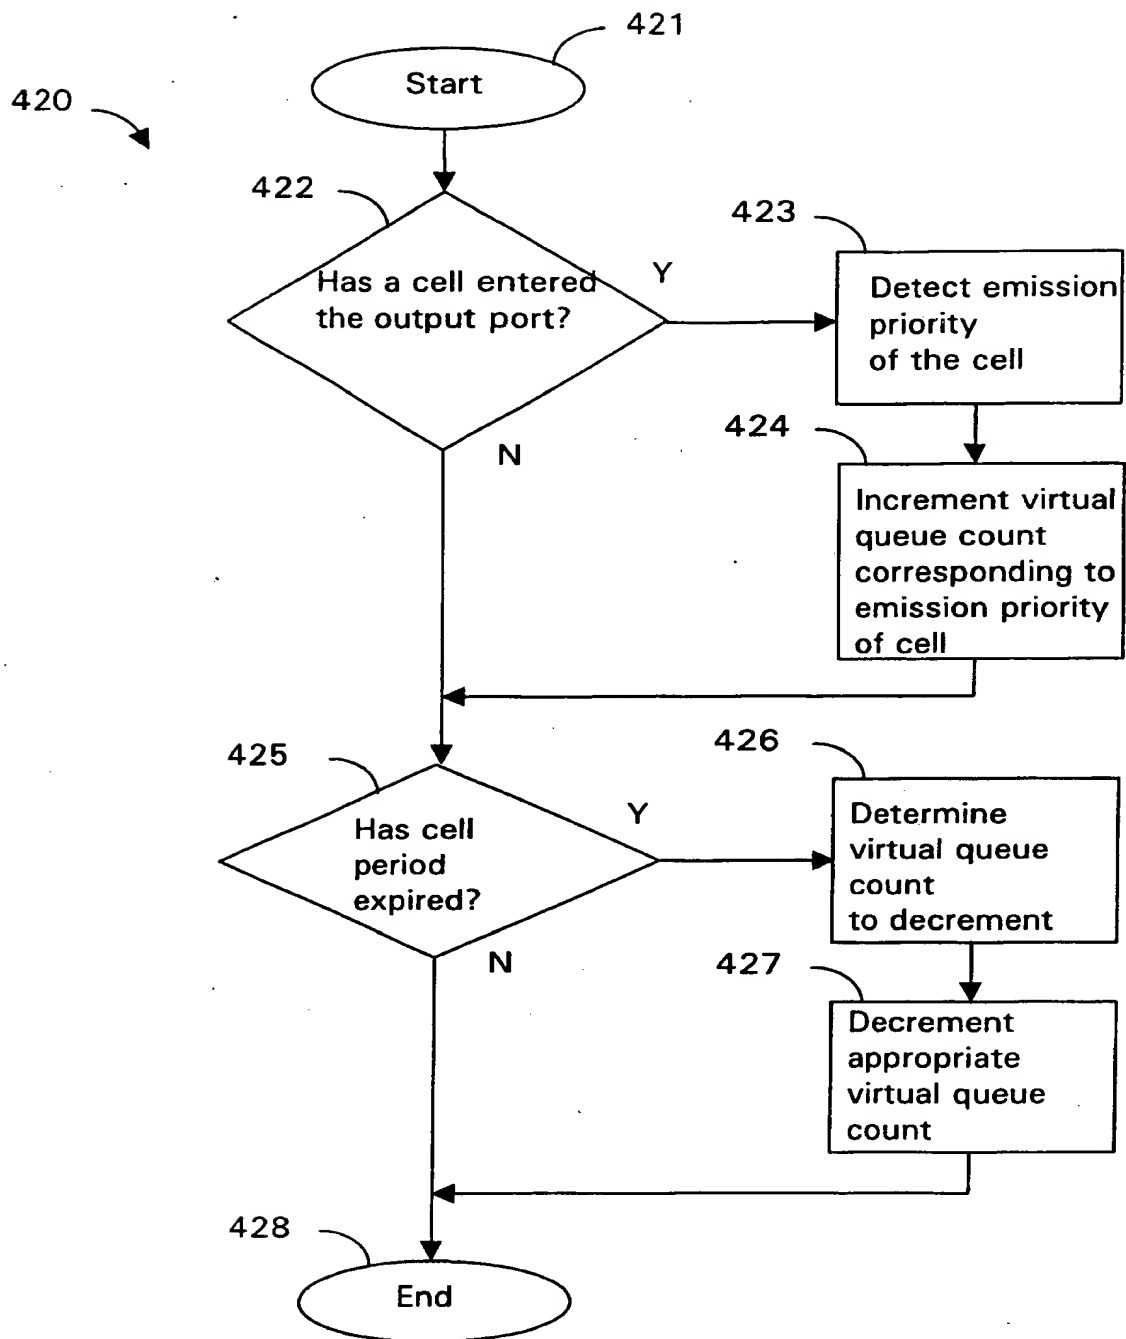 421
Start
420
422
Has a cell entered
the output port?
Y
N
423
Detect emission
priority
of the cell
424
Increment virtual
queue count
corresponding to
emission priority
of cell
425
Has cell
period
expired?
Y
N
426
Determine
virtual queue
count
to decrement
427
Decrement
appropriate
virtual queue
count
428
End